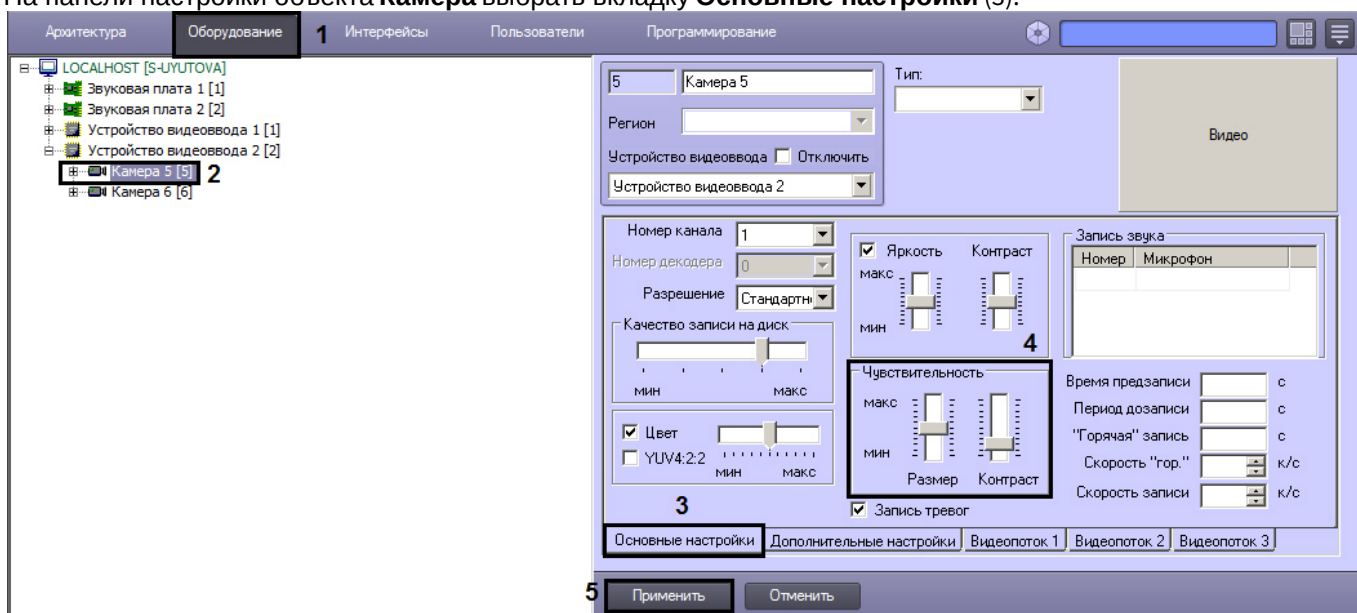 На панели настройки объекта Камера выбрать вкладку Основные настройки (3).
Архитектура Оборудование 1 Интерфейсы Пользователи Программирование
LOCALHOST [S-UYUTOVA]
Звуковая плата 1 [1]
Звуковая плата 2 [2]
Устройство видеоввода 1 [1]
Устройство видеоввода 2 [2]
Камера 5 [5] 2
Камера 6 [6]
5 Камера 5
Тип:
Регион
Устройство видеоввода Отключить
Устройство видеоввода 2
Видео
Номер канала 1
Номер декодера 0
Разрешение Стандартн
Качество записи на диск
мин макс
Цвет
YUV4:2:2
мин макс
3
Яркость Контраст
макс
мин
4
Чувствительность
макс
мин
Размер Контраст
Запись тревог
Запись звука
Номер Микрофон
Время предзаписи с
Период дозаписи с
"Горячая" запись с
Скорость "гор." к/с
Скорость записи к/с
Основные настройки Дополнительные настройки Видеопоток 1 Видеопоток 2 Видеопоток 3
5 Применить Отменить